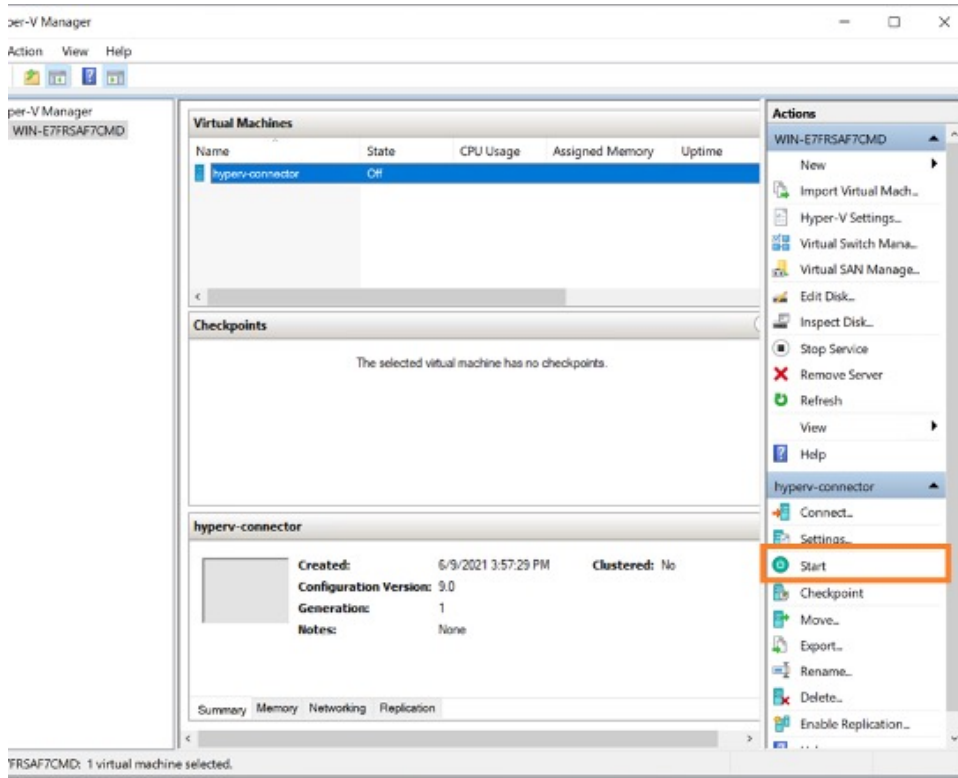 per-V Manager
Action View Help
per-V Manager
WIN-E7FRSAF7CMD
Virtual Machines
Name State CPU Usage Assigned Memory Uptime
hyperv-connector Off
Checkpoints
The selected virtual machine has no checkpoints.
hyperv-connector
Created: 6/9/2021 3:57:29 PM Clustered: No
Configuration Version: 9.0
Generation: 1
Notes: None
Summary Memory Networking Replication
Actions
WIN-E7FRSAF7CMD
New
Import Virtual Mach...
Hyper-V Settings...
Virtual Switch Mana...
Virtual SAN Manage...
Edit Disk...
Inspect Disk...
Stop Service
Remove Server
Refresh
View
Help
hyperv-connector
Connect...
Settings...
Start
Checkpoint
Move...
Export...
Rename...
Delete...
Enable Replication...
FRSAF7CMD: 1 virtual machine selected.